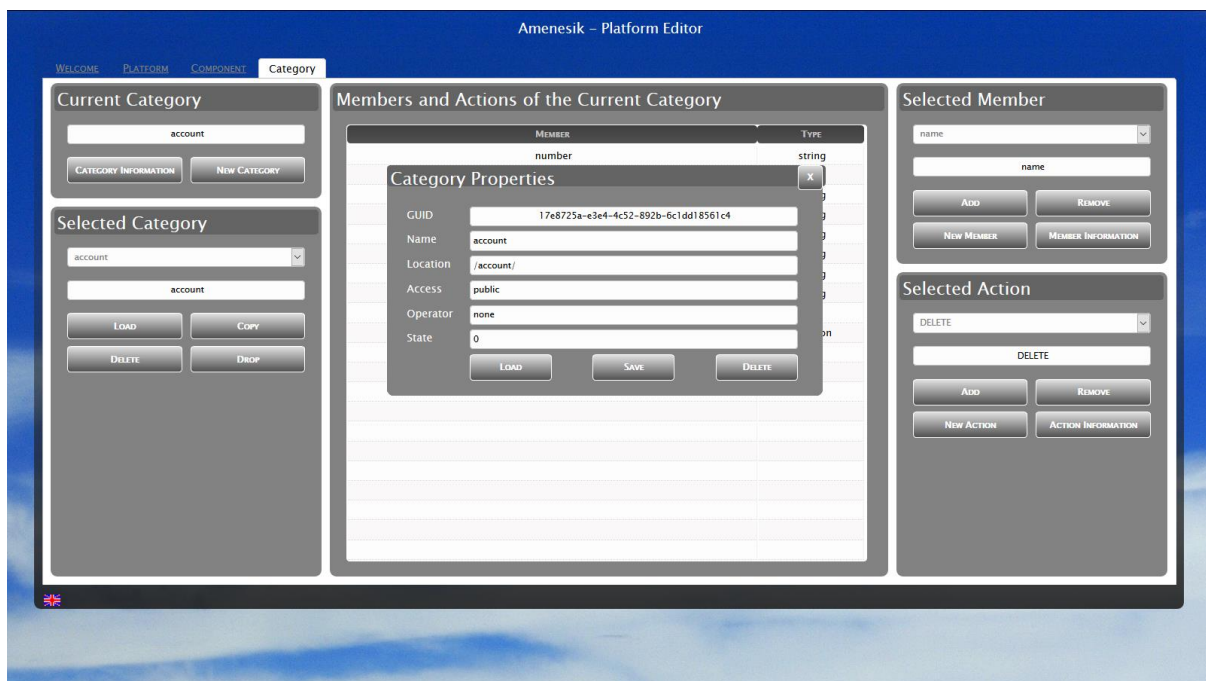 Amenesik – Platform Editor
Welcome Platform Component Category
Current Category
account
Category Information New Category
Selected Category
account
account
Load Copy
Delete Drop
Members and Actions of the Current Category
Member Type
number string
Category Properties x
GUID 17e8725a-e3e4-4c52-892b-6c1dd18561c4
Name account
Location /account/
Access public
Operator none
State 0
Load Save Delete
Selected Member
name
name
Add Remove
New Member Member Information
Selected Action
DELETE
DELETE
Add Remove
New Action Action Information